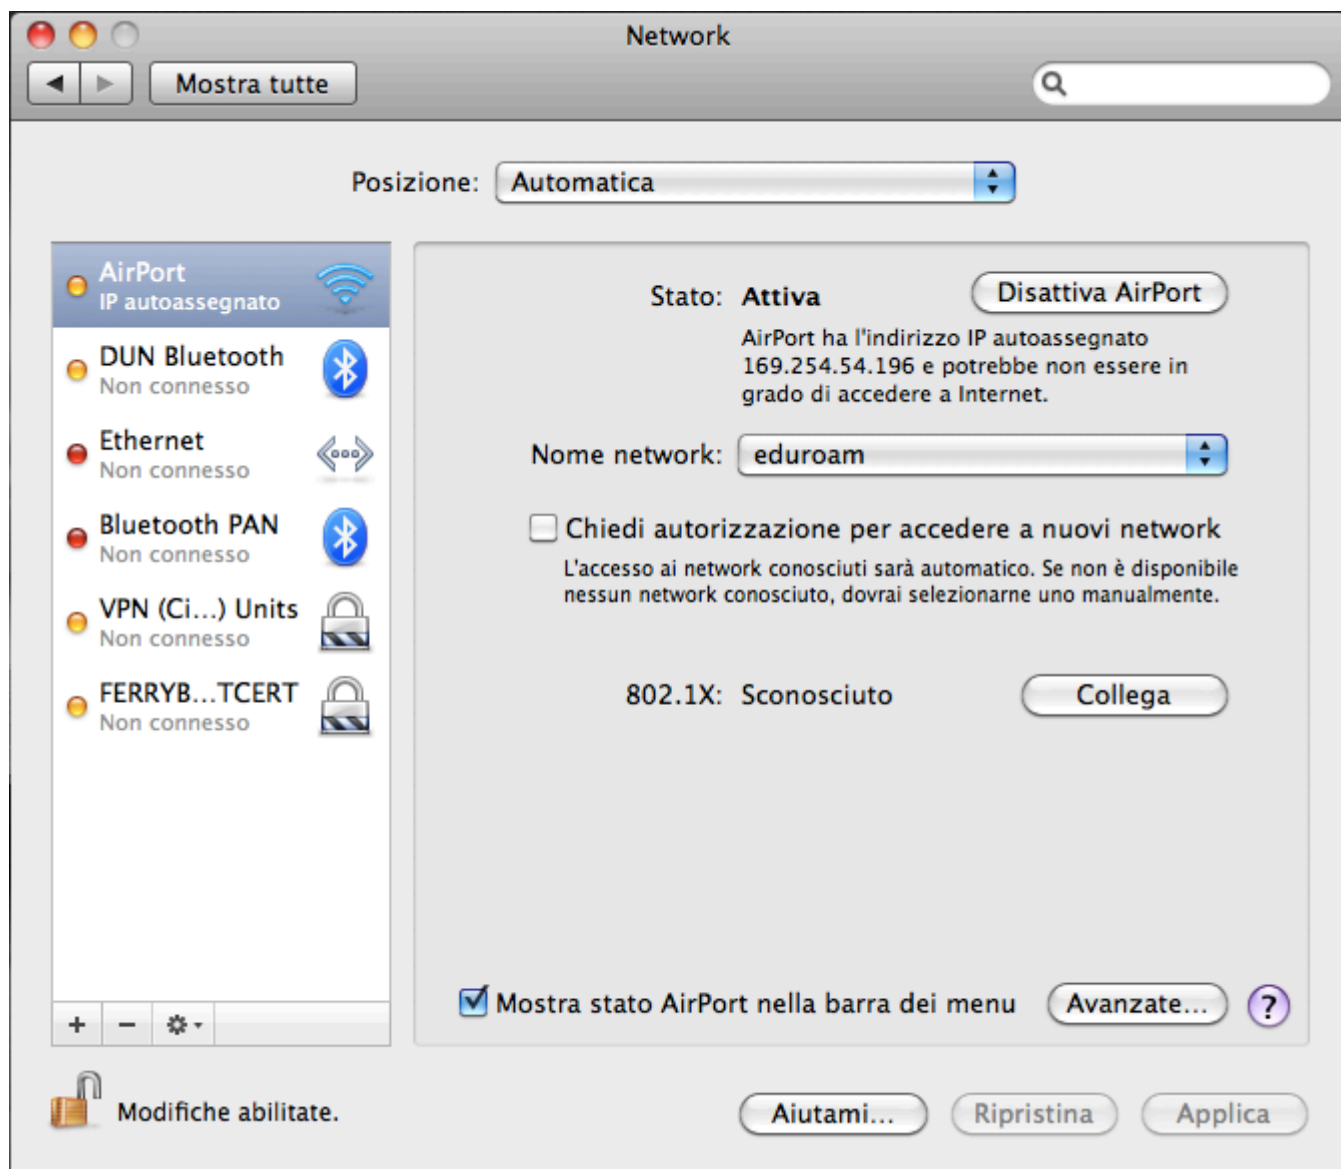 Network
Mostra tutte
Posizione: Automatica
AirPort
IP autoassegnato
DUN Bluetooth
Non connesso
Ethernet
Non connesso
Bluetooth PAN
Non connesso
VPN (Ci...) Units
Non connesso
FERRYB...TCERT
Non connesso
Stato: Attiva
Disattiva AirPort
AirPort ha l'indirizzo IP autoassegnato
169.254.54.196 e potrebbe non essere in
grado di accedere a Internet.
Nome network: eduroam
Chiedi autorizzazione per accedere a nuovi network
L'accesso ai network conosciuti sarà automatico. Se non è disponibile
nessun network conosciuto, dovrai selezionarne uno manualmente.
802.1X: Sconosciuto
Collega
Mostra stato AirPort nella barra dei menu
Avanzate...
?
Modifiche abilitate.
Aiutami...
Ripristina
Applica